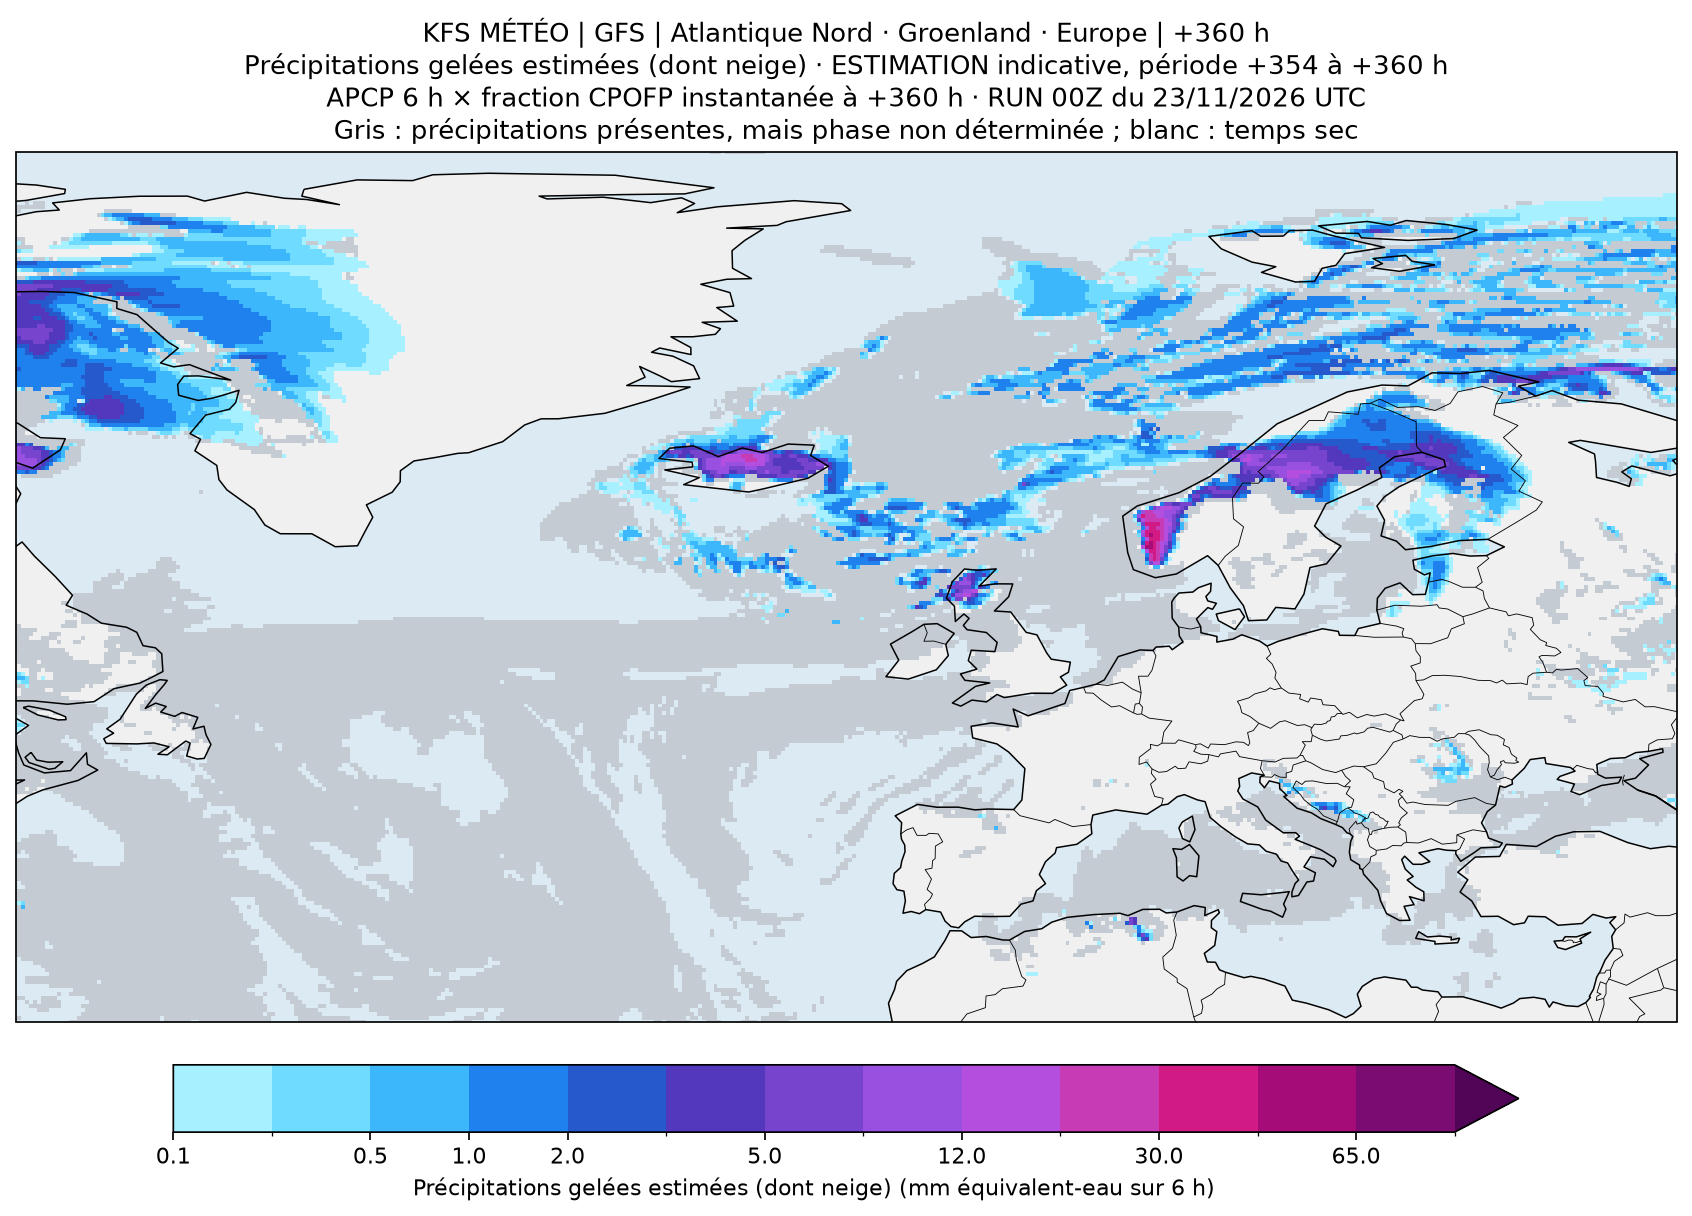 KFS MÉTÉO | GFS | Atlantique Nord · Groenland · Europe | +360 h
Précipitations gelées estimées (dont neige) · ESTIMATION indicative, période +354 à +360 h
APCP 6 h × fraction CPOFP instantanée à +360 h · RUN 00Z du 23/11/2026 UTC
Gris : précipitations présentes, mais phase non déterminée ; blanc : temps sec
0.1 0.5 1.0 2.0 5.0 12.0 30.0 65.0
Précipitations gelées estimées (dont neige) (mm équivalent-eau sur 6 h)